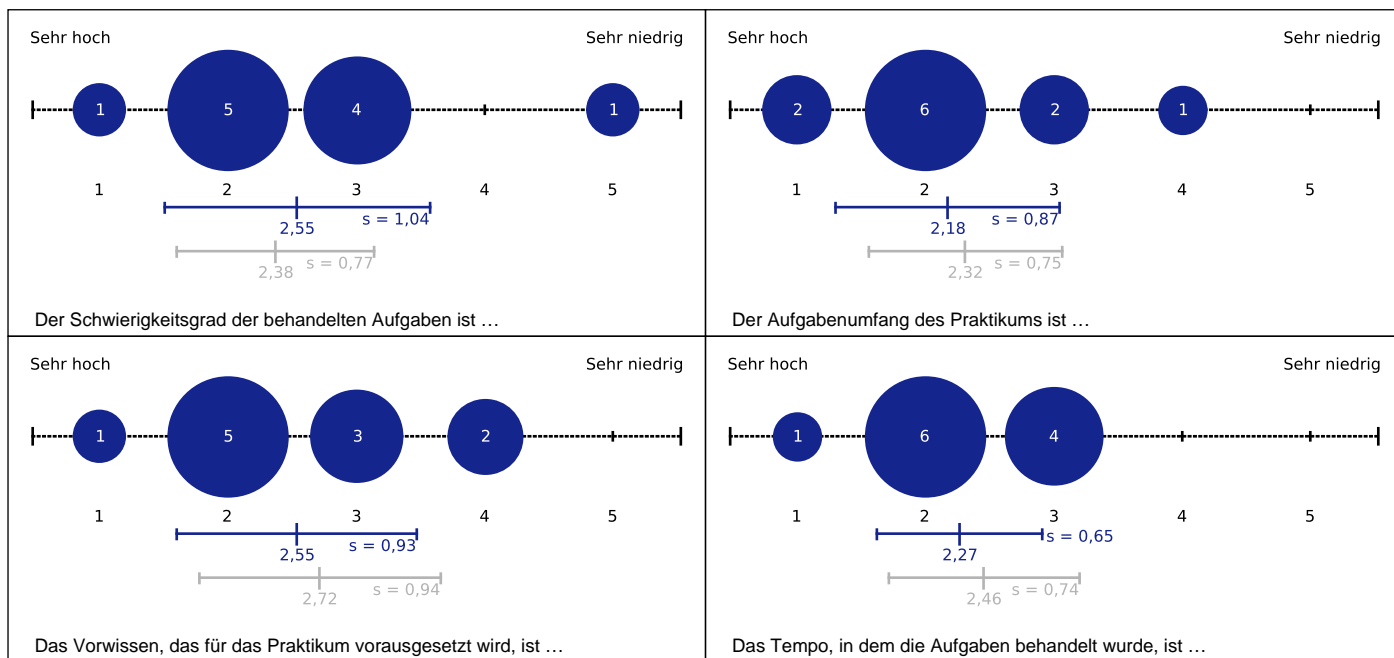 Sehr hoch Sehr niedrig
1 5 4 1
1 2 3 4 5
s = 1,04
2,55
s = 0,77
2,38
Der Schwierigkeitsgrad der behandelten Aufgaben ist …
Sehr hoch Sehr niedrig
2 6 2 1
1 2 3 4 5
s = 0,87
2,18
s = 0,75
2,32
Der Aufgabenumfang des Praktikums ist …
Sehr hoch Sehr niedrig
1 5 3 2
1 2 3 4 5
s = 0,93
2,55
s = 0,94
2,72
Das Vorwissen, das für das Praktikum vorausgesetzt wird, ist …
Sehr hoch Sehr niedrig
1 6 4
1 2 3 4 5
s = 0,65
2,27
s = 0,74
2,46
Das Tempo, in dem die Aufgaben behandelt wurde, ist …